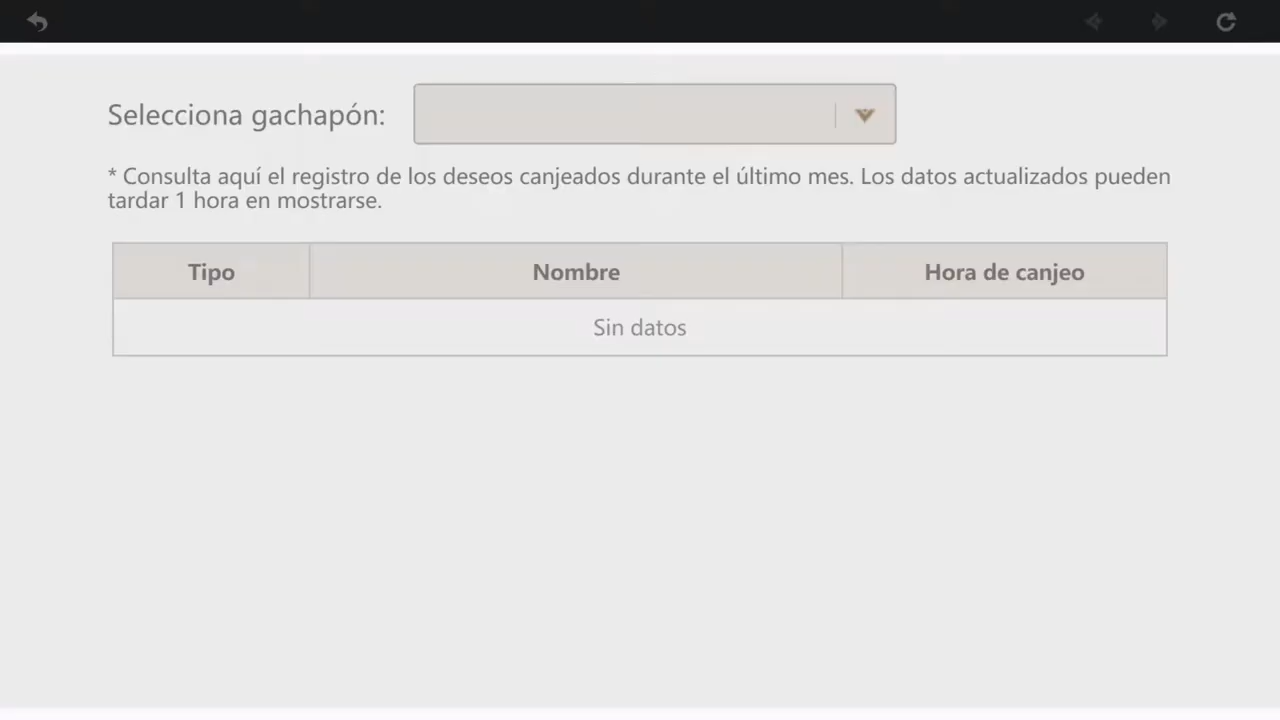 Selecciona gachapón:
* Consulta aquí el registro de los deseos canjeados durante el último mes. Los datos actualizados pueden
tardar 1 hora en mostrarse.
Tipo Nombre Hora de canjeo
Sin datos